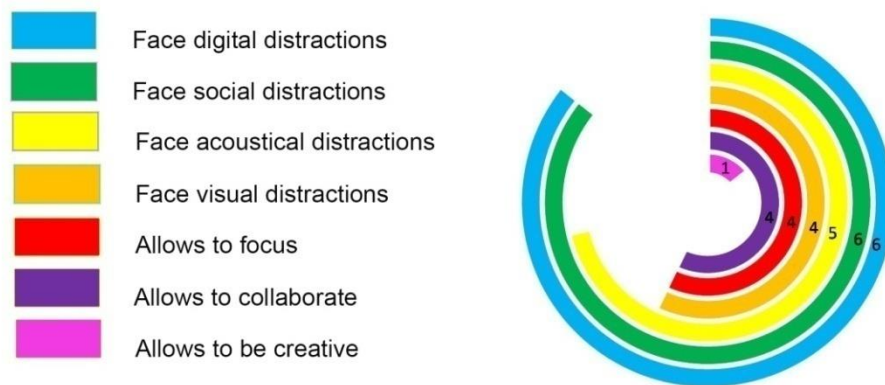 Face digital distractions
Face social distractions
Face acoustical distractions
Face visual distractions
Allows to focus
Allows to collaborate
Allows to be creative
1
4 4 4 5 6 6